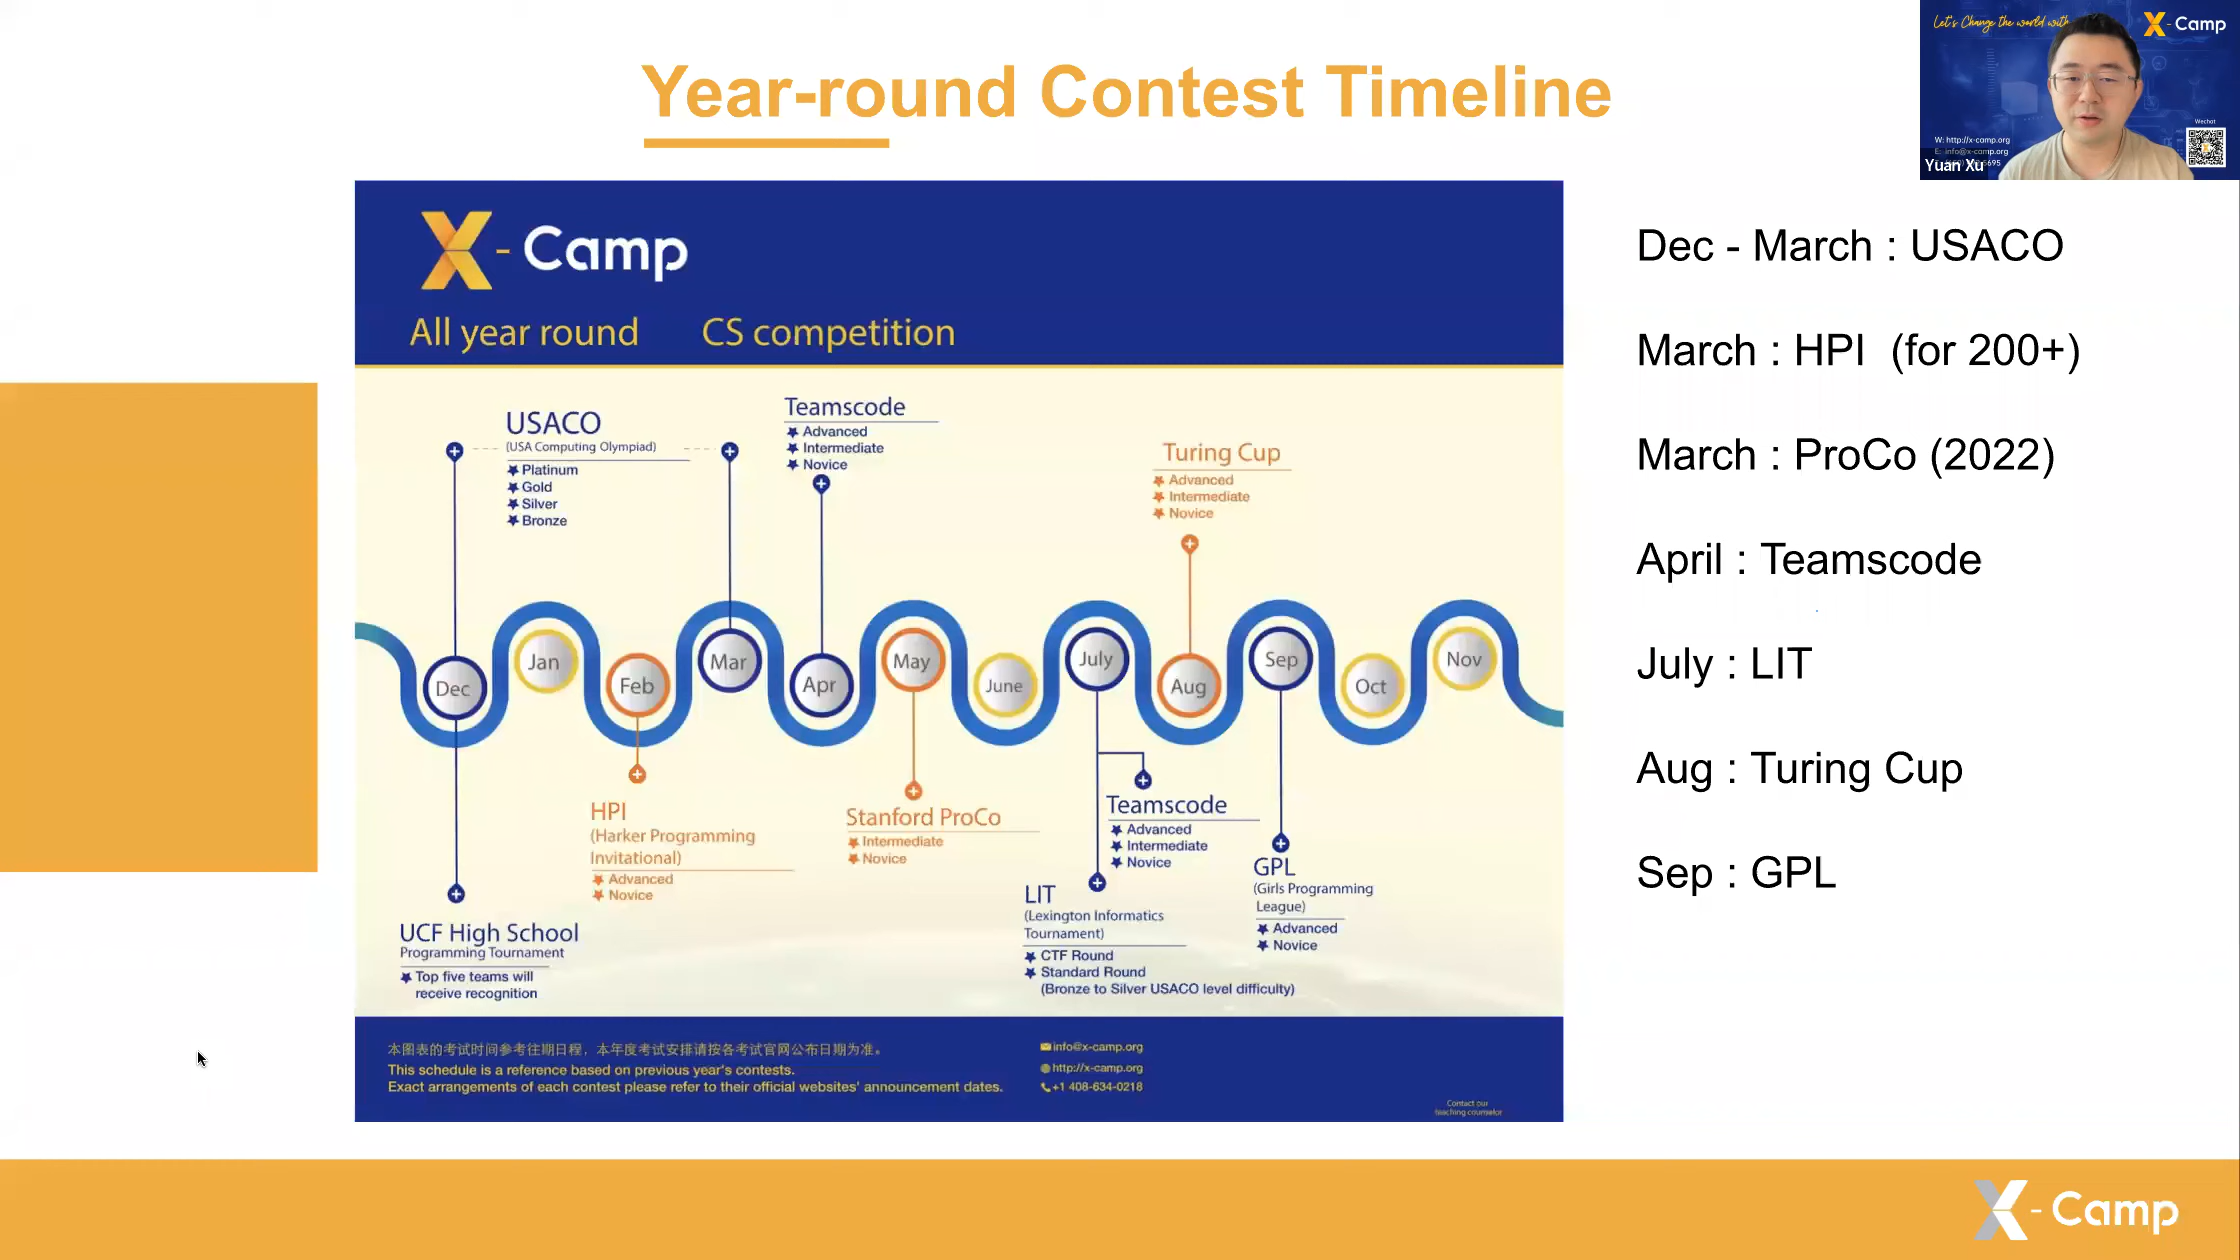 Year-round Contest Timeline
Let's Change the world with
X - Camp
Wechat
W: http://x-camp.org
E: info@x-camp.org
5695
Yuan Xu
X - Camp
All year round CS competition
USACO
(USA Computing Olympiad)
Platinum
Gold
Silver
Bronze
Teamscode
Advanced
Intermediate
Novice
Turing Cup
Advanced
Intermediate
Novice
Dec
Jan
Feb
Mar
Apr
May
June
July
Aug
Sep
Oct
Nov
UCF High School
Programming Tournament
Top five teams will
receive recognition
HPI
(Harker Programming
Invitational)
Advanced
Novice
Stanford ProCo
Intermediate
Novice
Teamscode
Advanced
Intermediate
Novice
LIT
(Lexington Informatics
Tournament)
CTF Round
Standard Round
(Bronze to Silver USACO level difficulty)
GPL
(Girls Programming
League)
Advanced
Novice
本图表的考试时间参考往期日程，本年度考试安排请按各考试官网公布日期为准。
This schedule is a reference based on previous year's contests.
Exact arrangements of each contest please refer to their official websites' announcement dates.
info@x-camp.org
http://x-camp.org
+1 408-634-0218
Contact our
teaching counselor
Dec - March : USACO
March : HPI (for 200+)
March : ProCo (2022)
April : Teamscode
July : LIT
Aug : Turing Cup
Sep : GPL
X - Camp